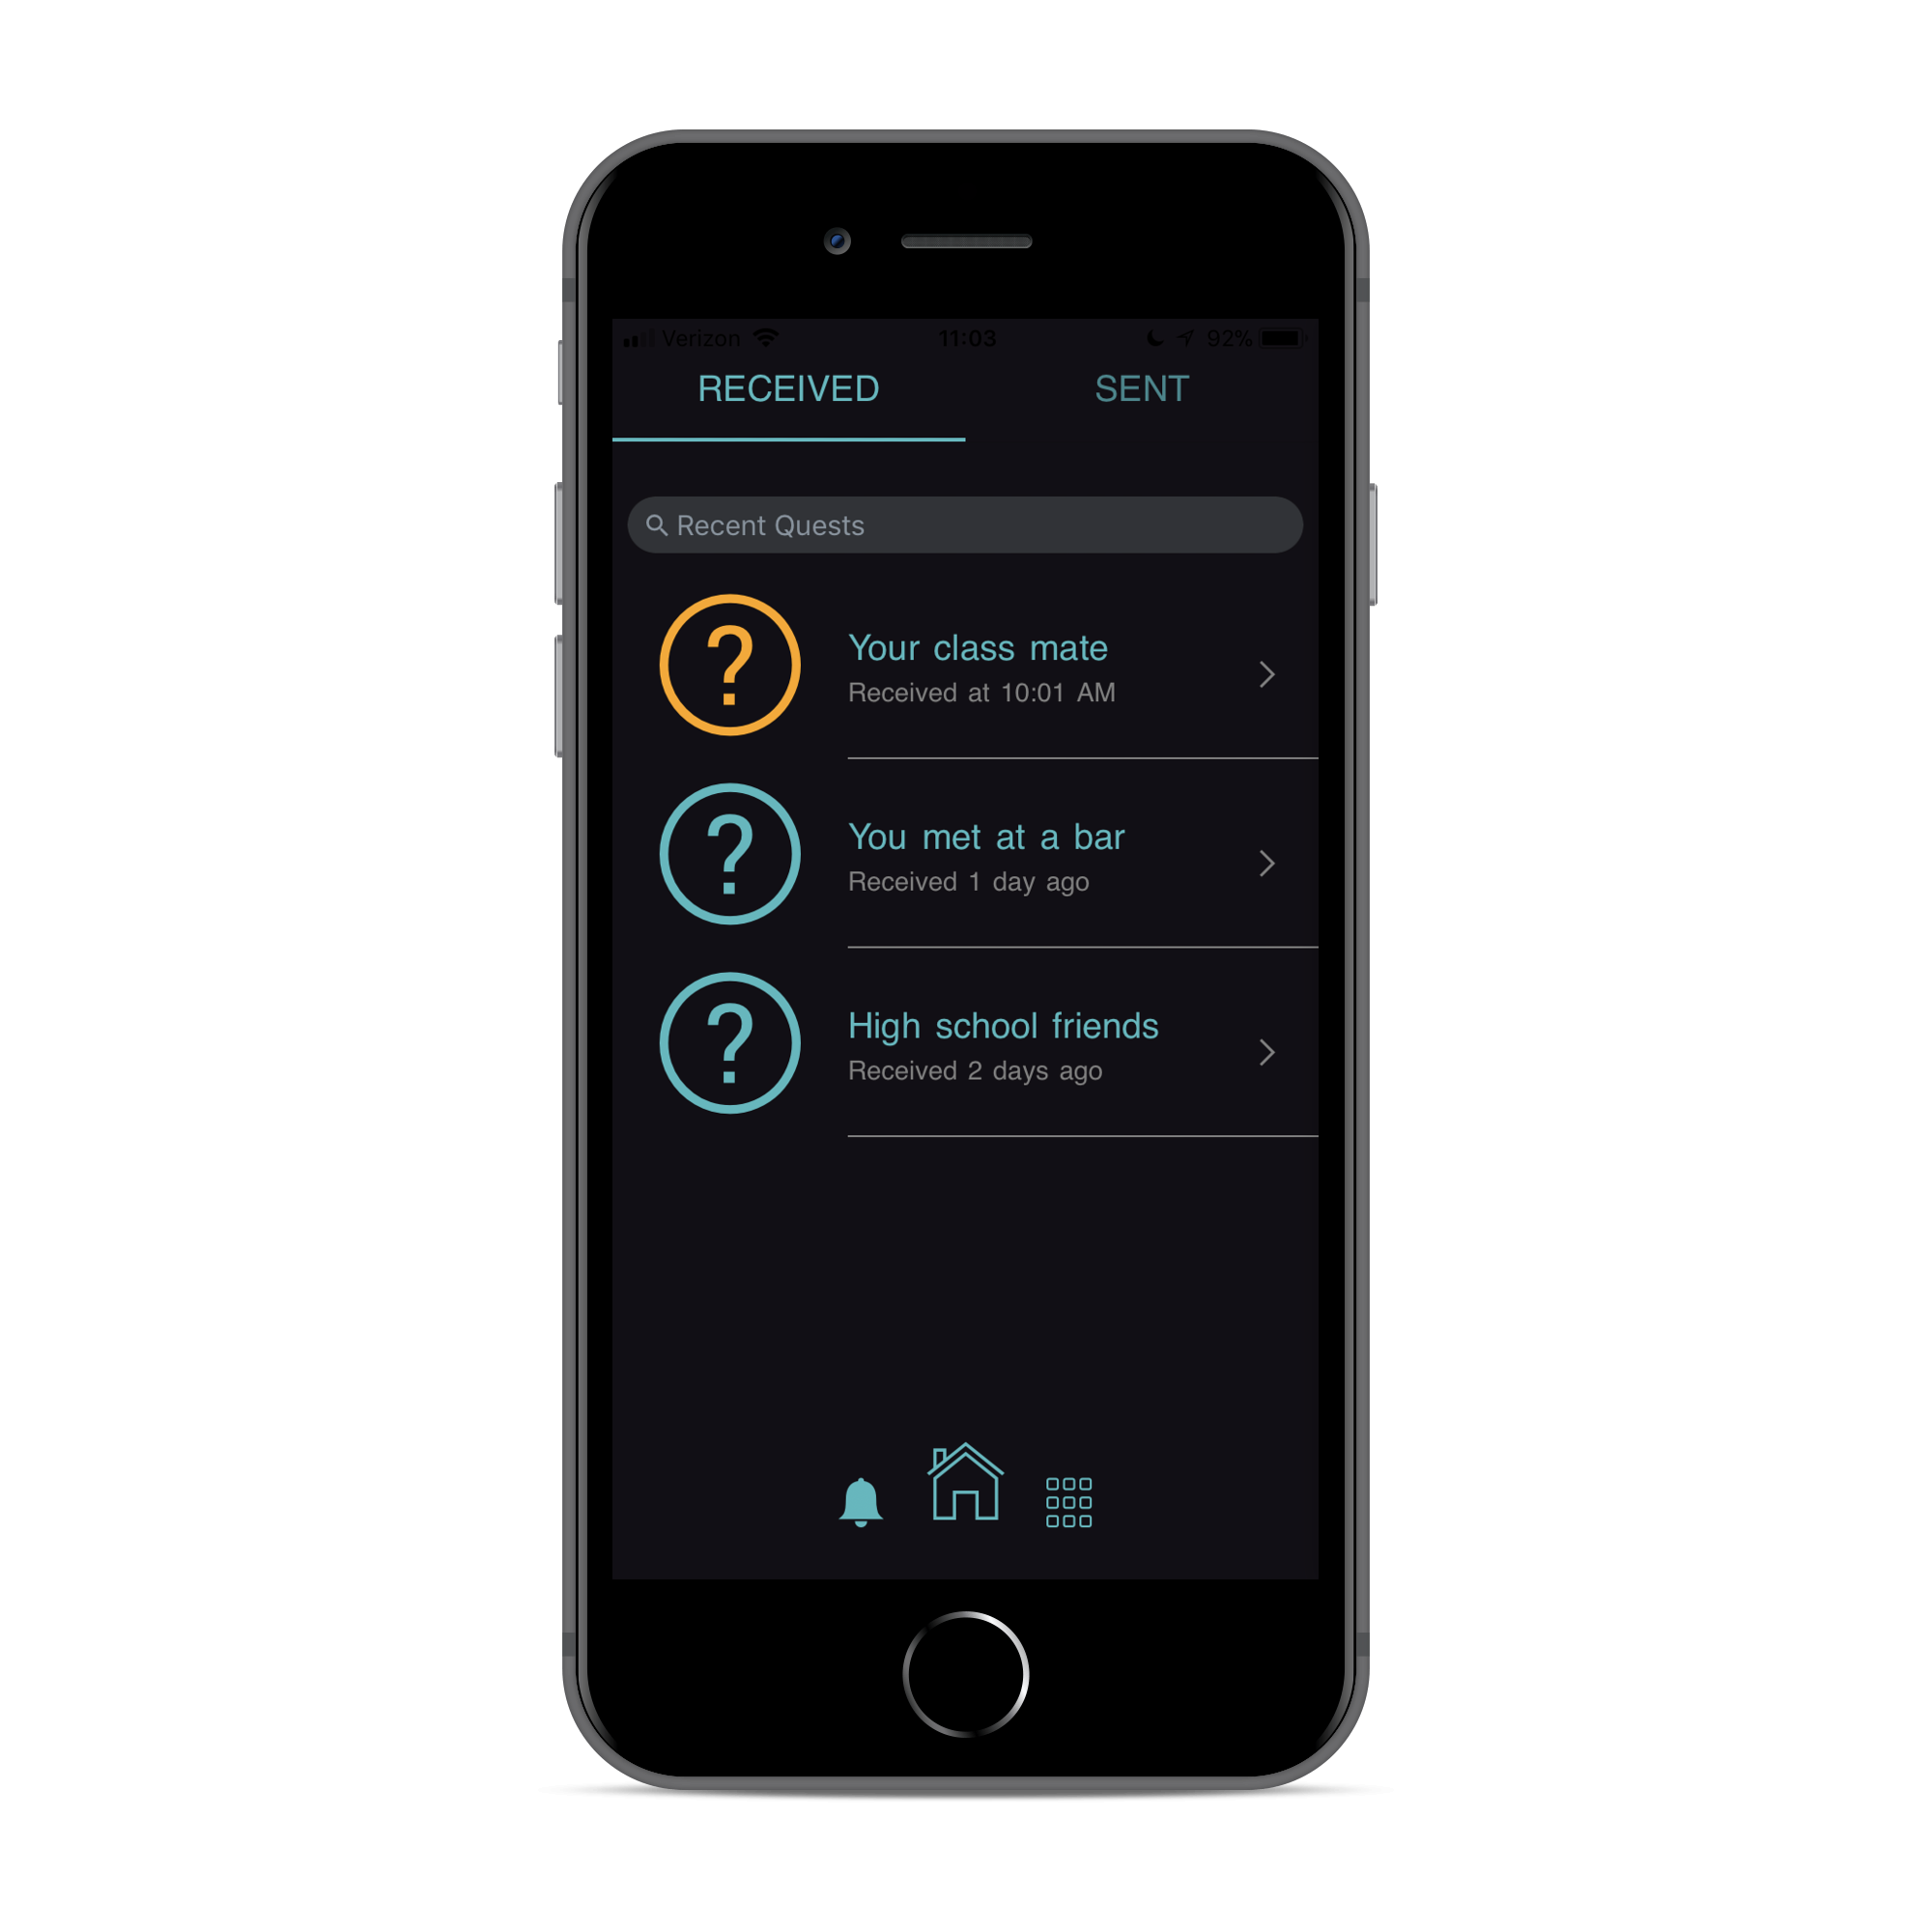 Verizon 11:03 92%
RECEIVED SENT
Recent Quests
?
Your class mate
Received at 10:01 AM
?
You met at a bar
Received 1 day ago
?
High school friends
Received 2 days ago